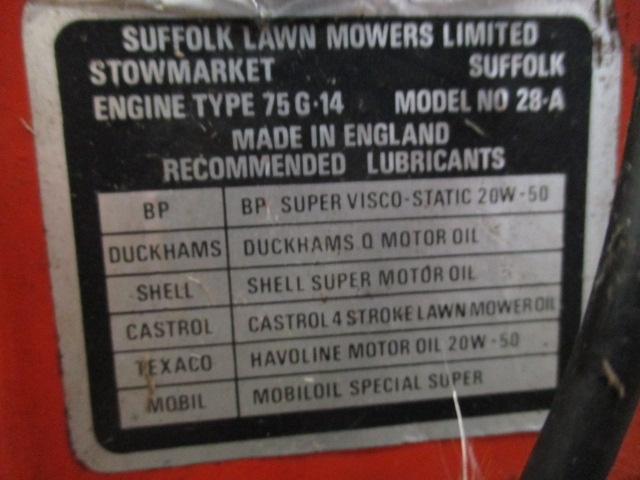 SUFFOLK LAWN MOWERS LIMITED
STOWMARKET SUFFOLK
ENGINE TYPE 75 G·14 MODEL NO 28·A
MADE IN ENGLAND
RECOMMENDED LUBRICANTS
BP BP SUPER VISCO-STATIC 20W-50
DUCKHAMS DUCKHAMS Q MOTOR OIL
SHELL SHELL SUPER MOTOR OIL
CASTROL CASTROL 4 STROKE LAWN MOWER OIL
TEXACO HAVOLINE MOTOR OIL 20W-50
MOBIL MOBILOIL SPECIAL SUPER